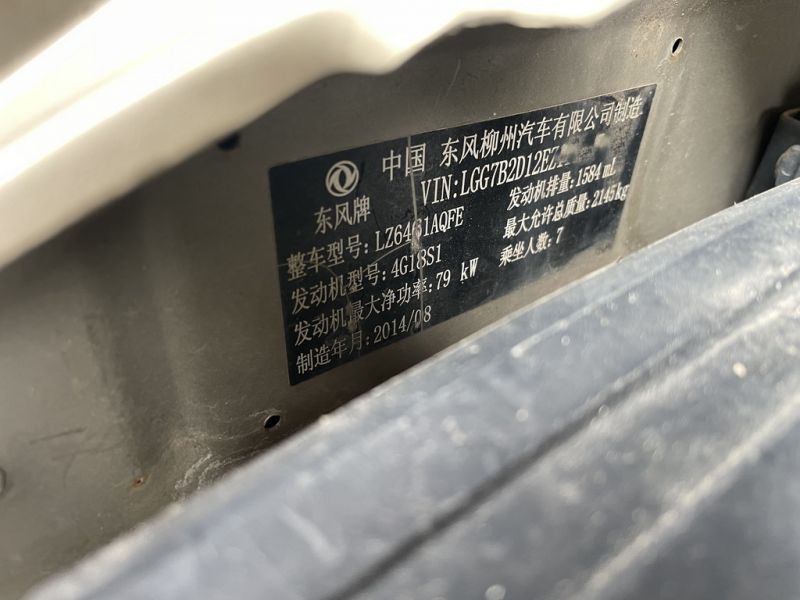 中国 东风柳州汽车有限公司制造
VIN:LGG7B2D12EZ
东风牌
整车型号:LZ6461AQFE
发动机排量:1584 mL
发动机型号:4G18S1
最大允许总质量:2145kg
发动机最大净功率:79 kW
乘坐人数:7
制造年月:2014/08